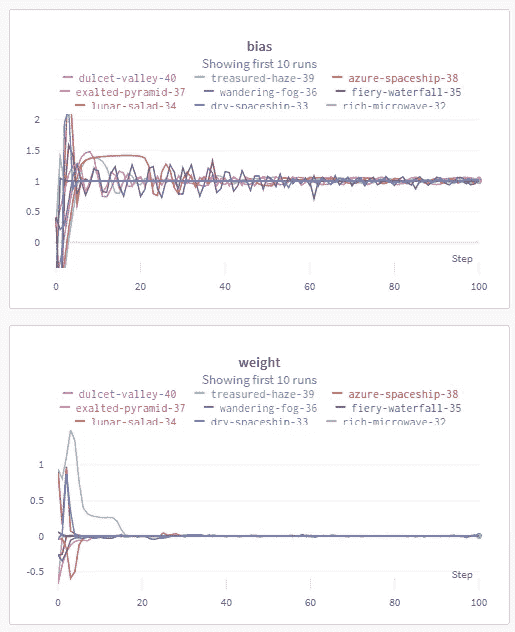 bias
Showing first 10 runs
dulcet-valley-40 treasured-haze-39 azure-spaceship-38
exalted-pyramid-37 wandering-fog-36 fiery-waterfall-35
lunar-salad-34 dry-spaceship-33 rich-microwave-32
2
1.5
1
0.5
0
Step
0 20 40 60 80 100
weight
Showing first 10 runs
dulcet-valley-40 treasured-haze-39 azure-spaceship-38
exalted-pyramid-37 wandering-fog-36 fiery-waterfall-35
lunar-salad-34 dry-spaceship-33 rich-microwave-32
1
0.5
0
-0.5
Step
0 20 40 60 80 100